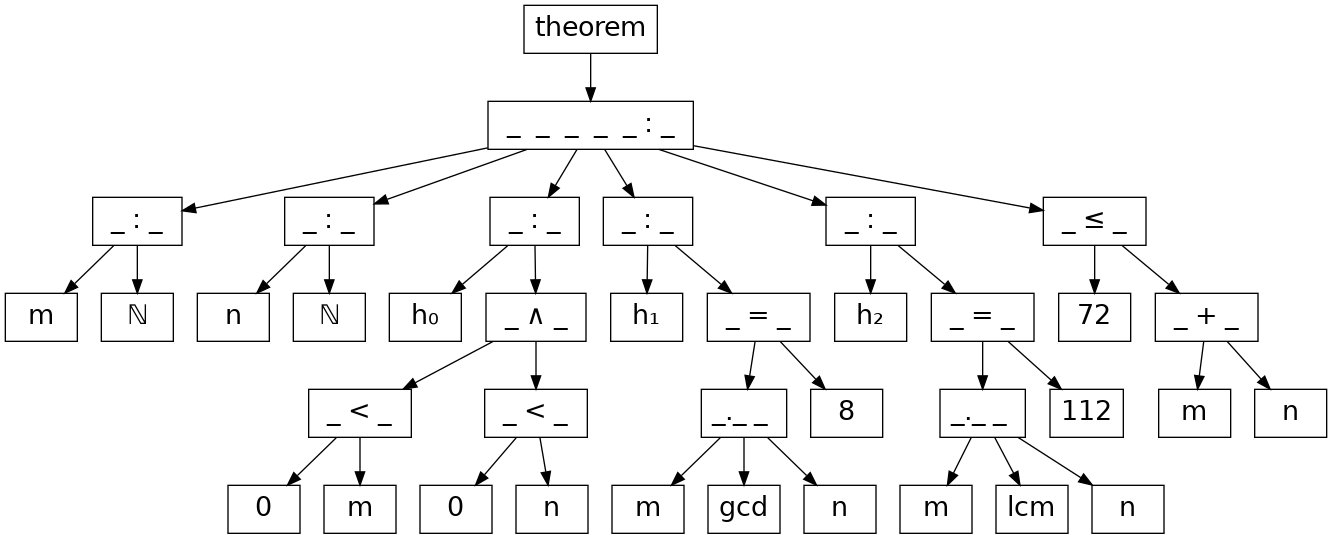 theorem
_ _ _ _ _ : _
_ : _ _ : _ _ : _ _ : _ _ : _ _ ≤ _
m ℕ n ℕ h₀ _ ∧ _ h₁ _ = _ h₂ _ = _ 72 _ + _
_ < _ _ < _ _._ _ 8 _._ _ 112 m n
0 m 0 n m gcd n m lcm n